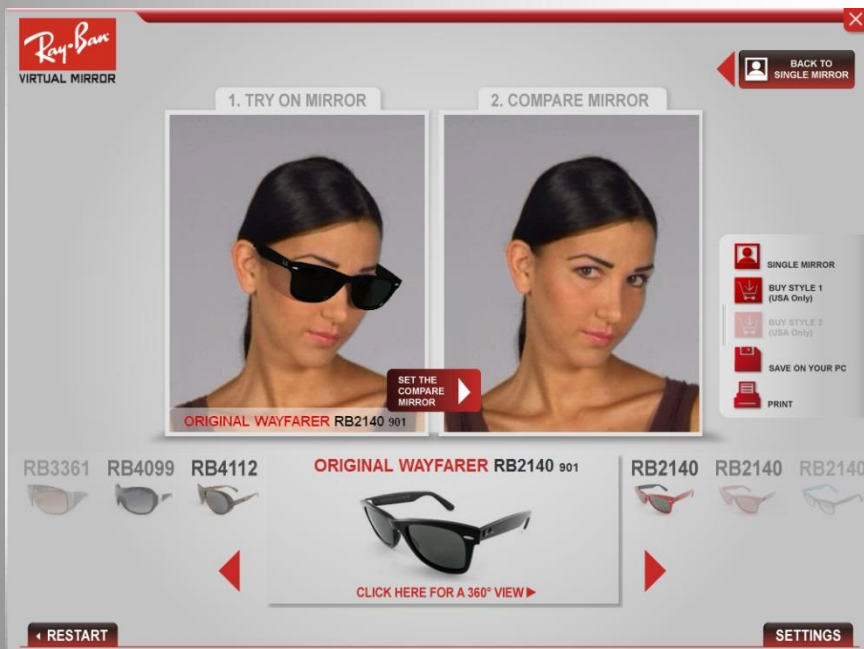 Ray-Ban
VIRTUAL MIRROR
BACK TO
SINGLE MIRROR
1. TRY ON MIRROR
2. COMPARE MIRROR
SINGLE MIRROR
BUY STYLE 1
(USA Only)
BUY STYLE 2
(USA Only)
SAVE ON YOUR PC
PRINT
SET THE
COMPARE
MIRROR
ORIGINAL WAYFARER RB2140 901
RB3361 RB4099 RB4112
ORIGINAL WAYFARER RB2140 901
RB2140 RB2140 RB2140
CLICK HERE FOR A 360° VIEW
RESTART
SETTINGS